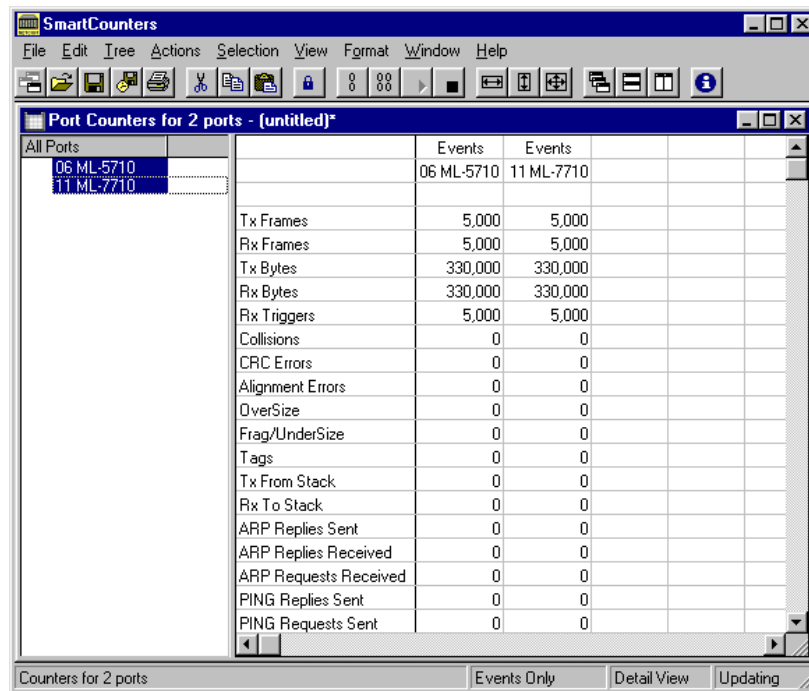 SmartCounters
File Edit Tree Actions Selection View Format Window Help
Port Counters for 2 ports - (untitled)*
All Ports
06 ML-5710
11 ML-7710
Events Events
06 ML-5710 11 ML-7710
Tx Frames 5,000 5,000
Rx Frames 5,000 5,000
Tx Bytes 330,000 330,000
Rx Bytes 330,000 330,000
Rx Triggers 5,000 5,000
Collisions 0 0
CRC Errors 0 0
Alignment Errors 0 0
OverSize 0 0
Frag/UnderSize 0 0
Tags 0 0
Tx From Stack 0 0
Rx To Stack 0 0
ARP Replies Sent 0 0
ARP Replies Received 0 0
ARP Requests Received 0 0
PING Replies Sent 0 0
PING Requests Sent 0 0
Counters for 2 ports Events Only Detail View Updating